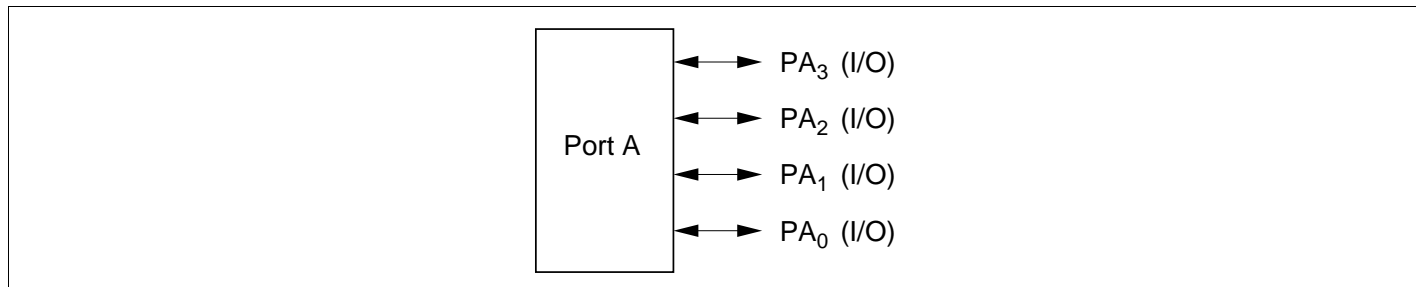 PA₃ (I/O)
PA₂ (I/O)
Port A
PA₁ (I/O)
PA₀ (I/O)